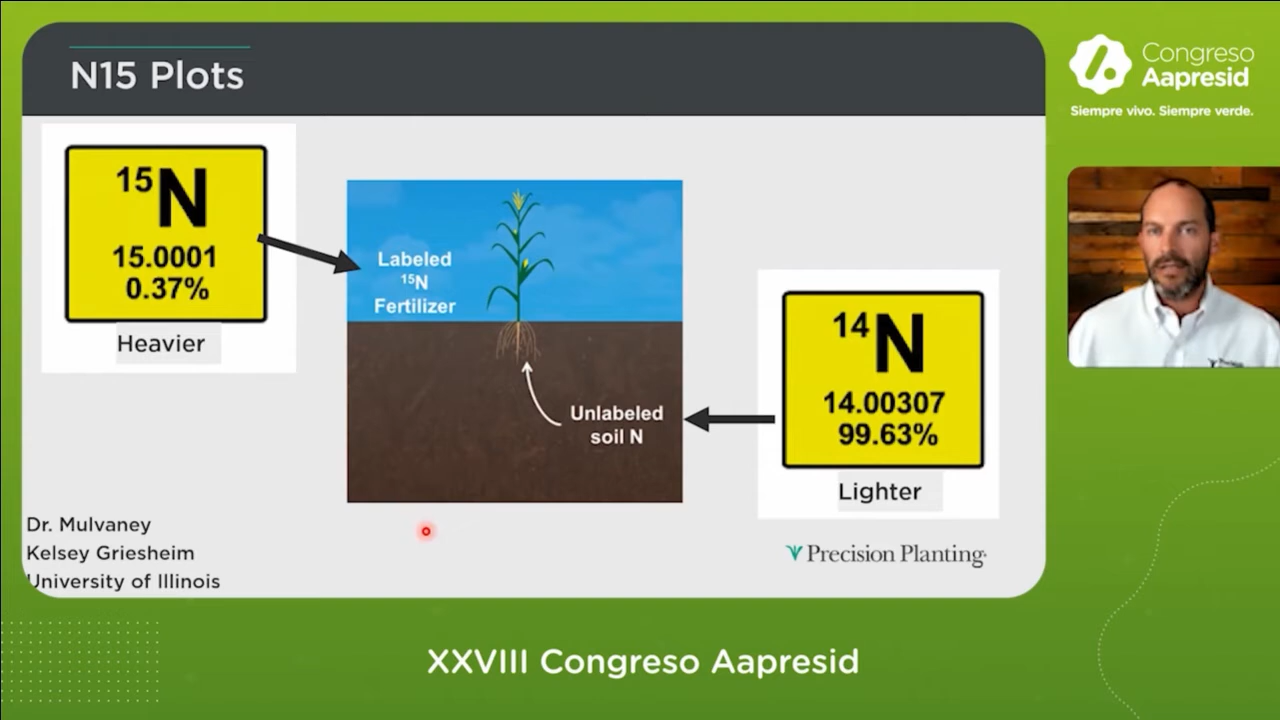 N15 Plots
15N
15.0001
0.37%
Heavier
Labeled
15N
Fertilizer
Unlabeled
soil N
14N
14.00307
99.63%
Lighter
Dr. Mulvaney
Kelsey Griesheim
University of Illinois
Precision Planting.
Congreso
Aapresid
Siempre vivo. Siempre verde.
XXVIII Congreso Aapresid